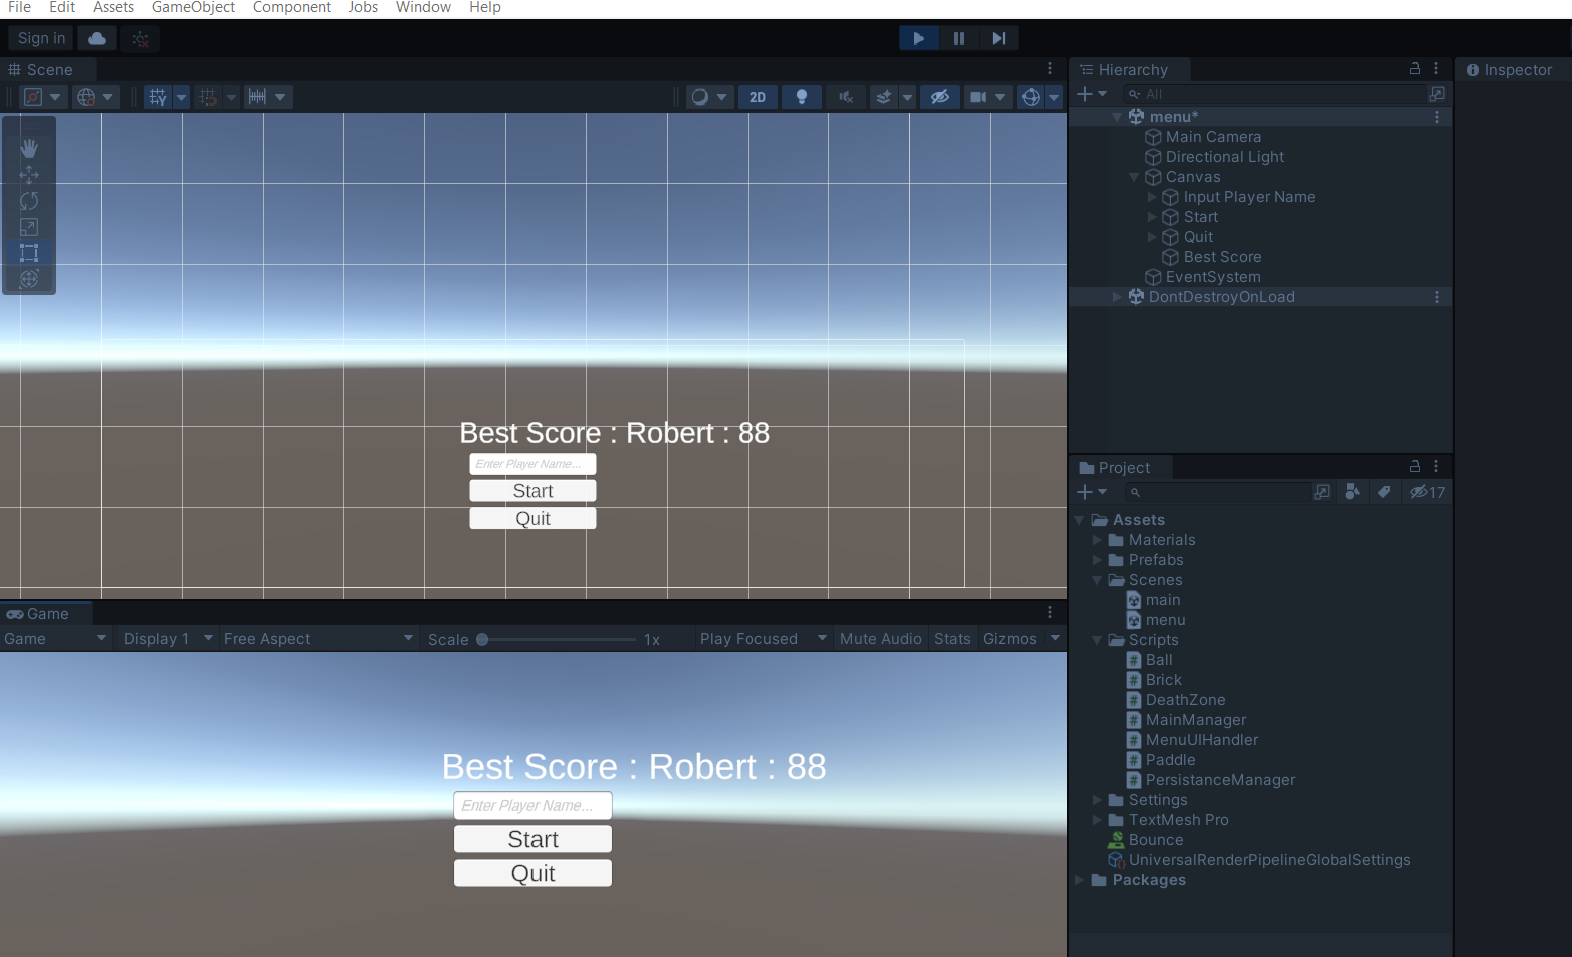 File Edit Assets GameObject Component Jobs Window Help
Sign in
Scene
2D
Best Score : Robert : 88
Enter Player Name...
Start
Quit
Game
Game Display 1 Free Aspect Scale 1x Play Focused Mute Audio Stats Gizmos
Best Score : Robert : 88
Enter Player Name...
Start
Quit
Hierarchy
All
menu*
Main Camera
Directional Light
Canvas
Input Player Name
Start
Quit
Best Score
EventSystem
DontDestroyOnLoad
Project
17
Assets
Materials
Prefabs
Scenes
main
menu
Scripts
Ball
Brick
DeathZone
MainManager
MenuUIHandler
Paddle
PersistanceManager
Settings
TextMesh Pro
Bounce
UniversalRenderPipelineGlobalSettings
Packages
Inspector